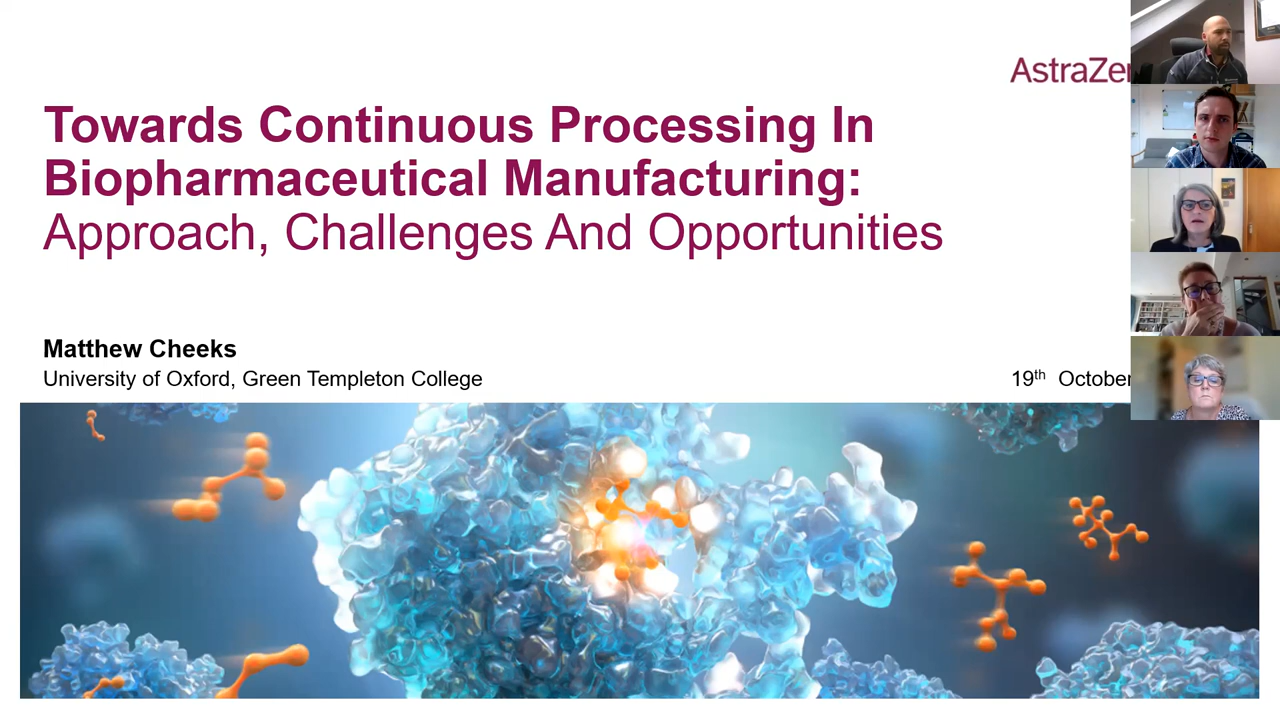 AstraZe
Towards Continuous Processing In
Biopharmaceutical Manufacturing:
Approach, Challenges And Opportunities
Matthew Cheeks
University of Oxford, Green Templeton College
19th October